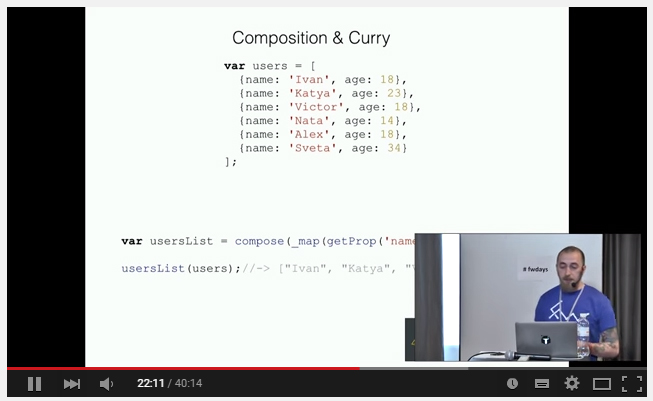 Composition & Curry
var users = [
{name: 'Ivan', age: 18},
{name: 'Katya', age: 23},
{name: 'Victor', age: 18},
{name: 'Nata', age: 14},
{name: 'Alex', age: 18},
{name: 'Sveta', age: 34}
];
var usersList = compose(_map(getProp('name
usersList(users);//-> ["Ivan", "Katya", "
# fwdays
22:11 / 40:14